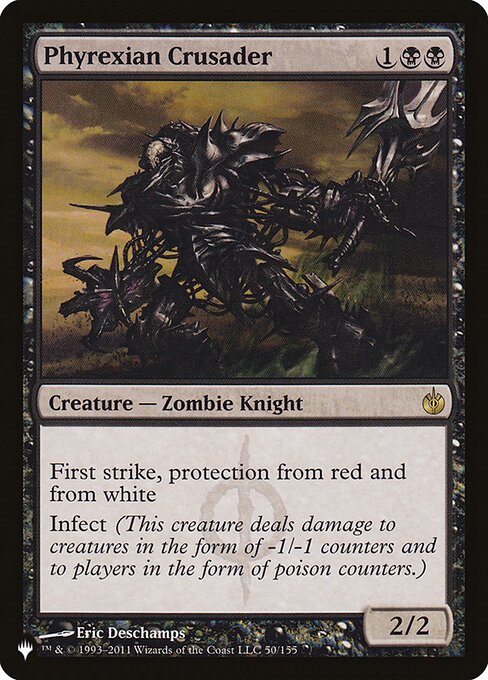 Phyrexian Crusader 1
Creature — Zombie Knight
First strike, protection from red and
from white
Infect (This creature deals damage to
creatures in the form of -1/-1 counters and
to players in the form of poison counters.)
Eric Deschamps
2/2
™ & © 1993–2011 Wizards of the Coast LLC 50/155